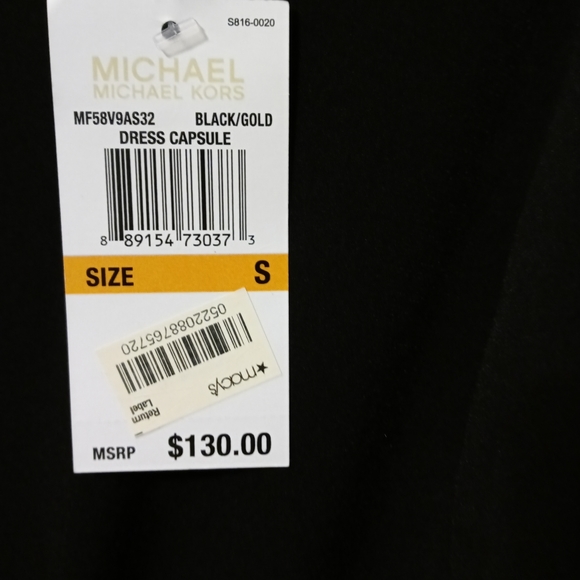 S816-0020
MICHAEL
MICHAEL KORS
MF58V9AS32 BLACK/GOLD
DRESS CAPSULE
8 89154 73037 3
SIZE S
0522088765720
★macy's
Return
Label
MSRP $130.00